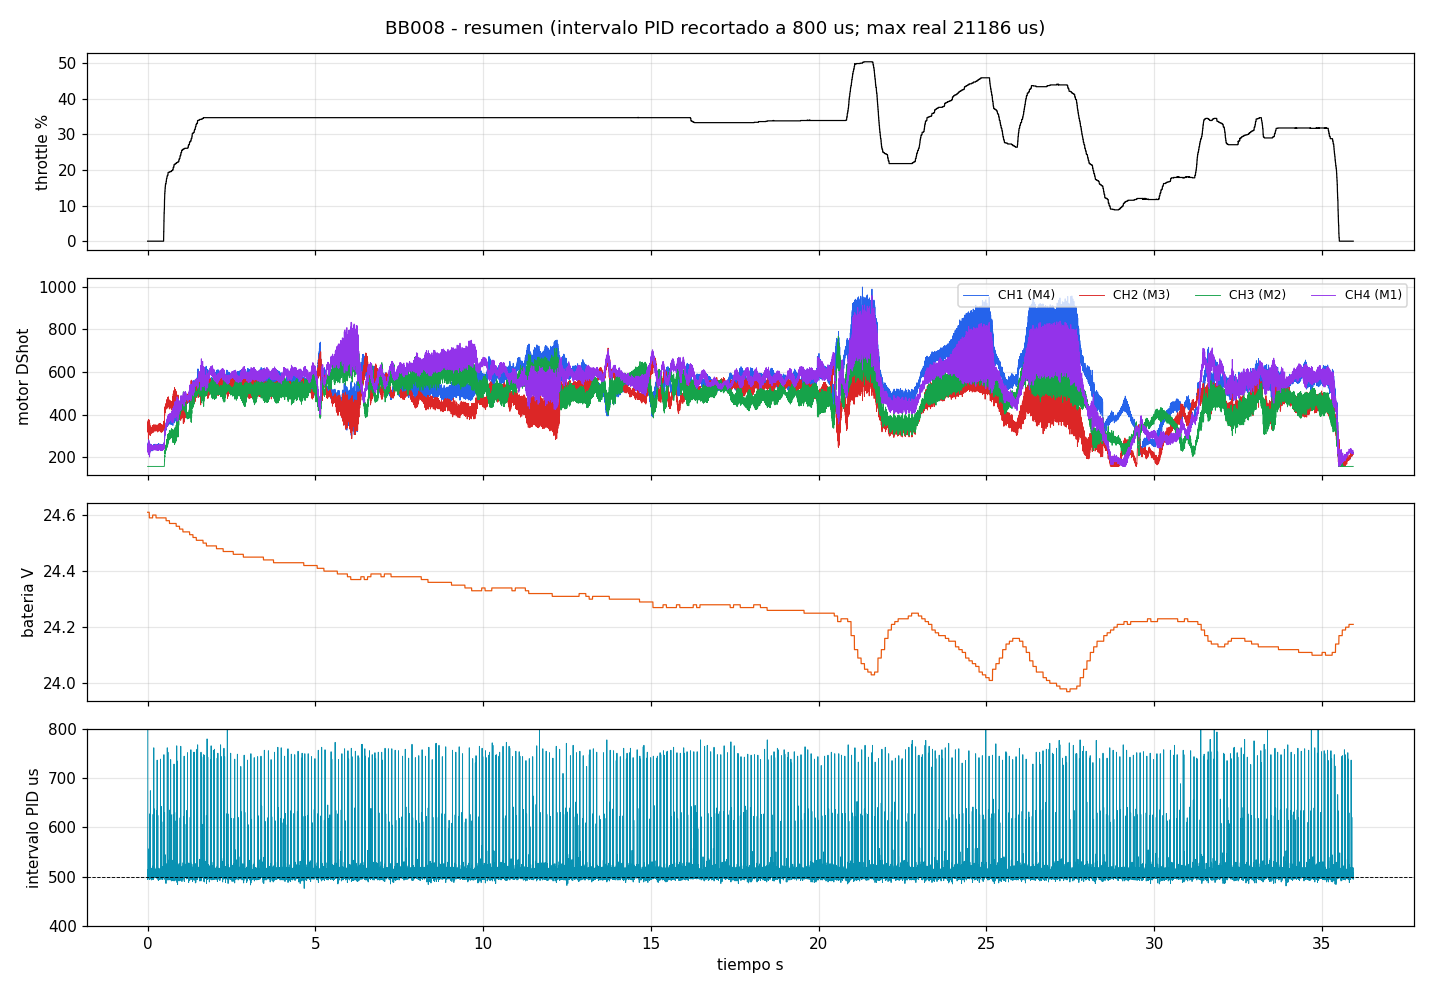 BB008 - resumen (intervalo PID recortado a 800 us; max real 21186 us)
50
40
30
20
10
0
throttle %
1000
800
600
400
200
motor DShot
CH1 (M4) CH2 (M3) CH3 (M2) CH4 (M1)
24.6
24.4
24.2
24.0
bateria V
800
700
600
500
400
intervalo PID us
0 5 10 15 20 25 30 35
tiempo s